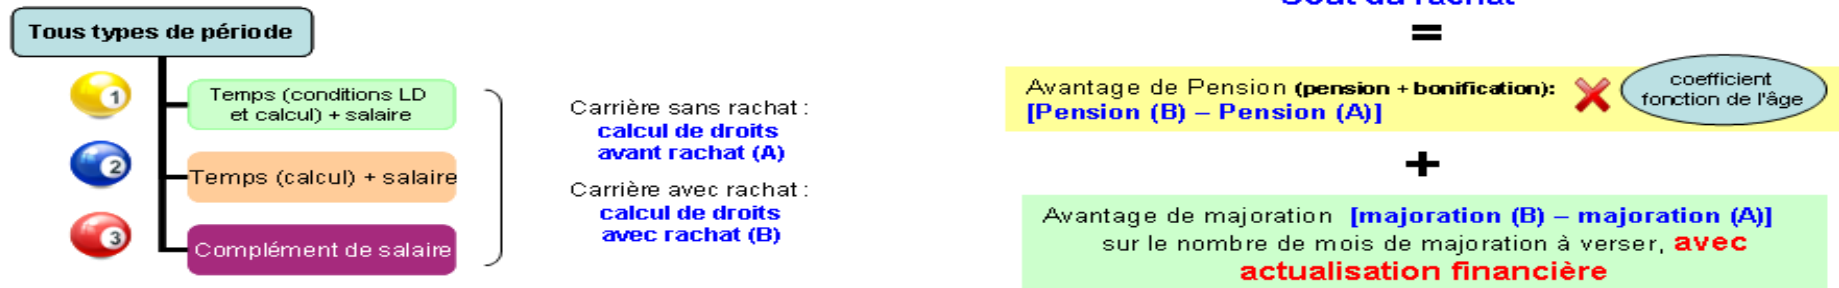 Tous types de période
1
Temps (conditions LD
et calcul) + salaire
2
Temps (calcul) + salaire
3
Complément de salaire
Carrière sans rachat :
calcul de droits
avant rachat (A)
Carrière avec rachat :
calcul de droits
avec rachat (B)
du rachat
=
Avantage de Pension (pension + bonification):
[Pension (B) – Pension (A)]
coefficient
fonction de l'âge
+
Avantage de majoration [majoration (B) – majoration (A)]
sur le nombre de mois de majoration à verser, avec
actualisation financière